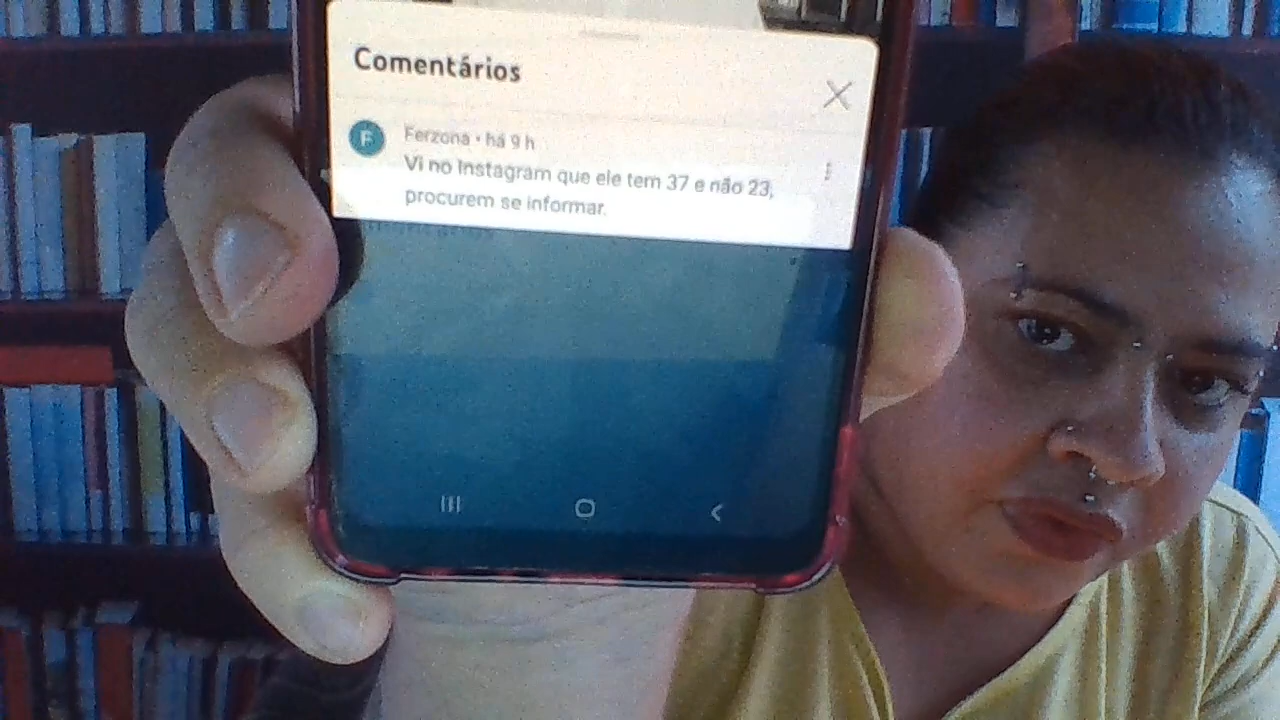 Comentários
F
Ferzona • há 9 h
Vi no Instagram que ele tem 37 e não 23,
procurem se informar.